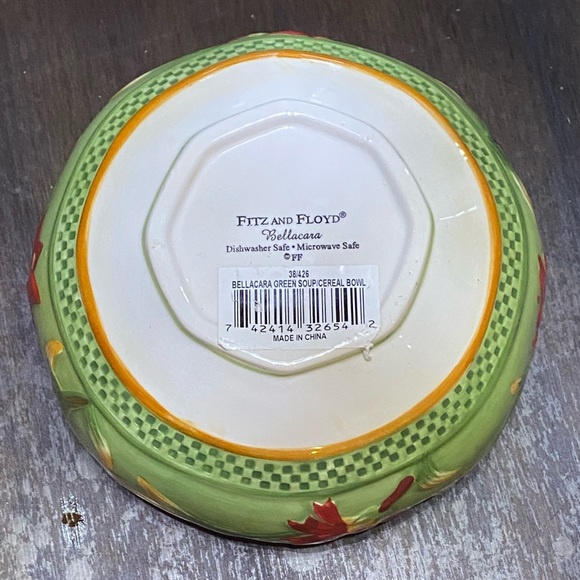 FITZ AND FLOYD®
Bellacara
Dishwasher Safe • Microwave Safe
©FF
38/426
BELLACARA GREEN SOUP/CEREAL BOWL
7 42414 32654 2
MADE IN CHINA